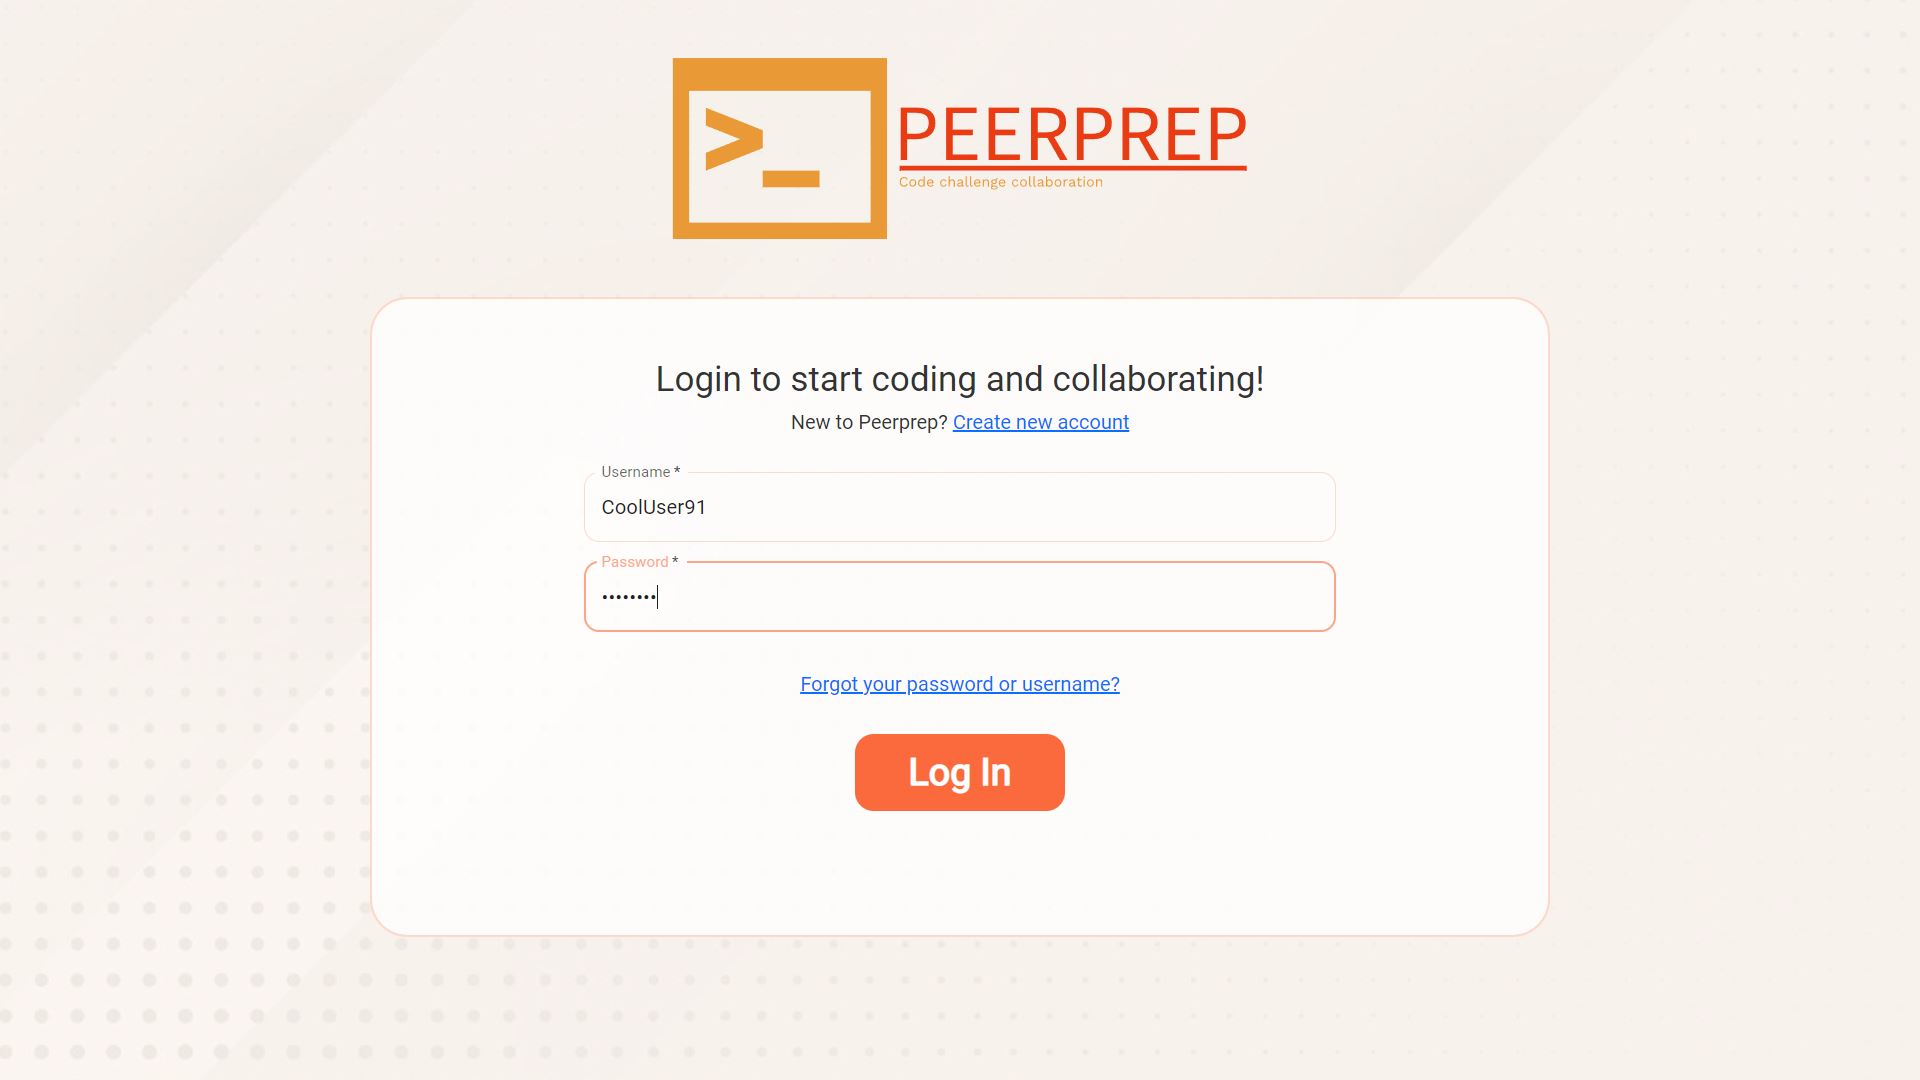 >_
PEERPREP
Code challenge collaboration
Login to start coding and collaborating!
New to Peerprep? Create new account
Username *
CoolUser91
Password *
••••••••
Forgot your password or username?
Log In